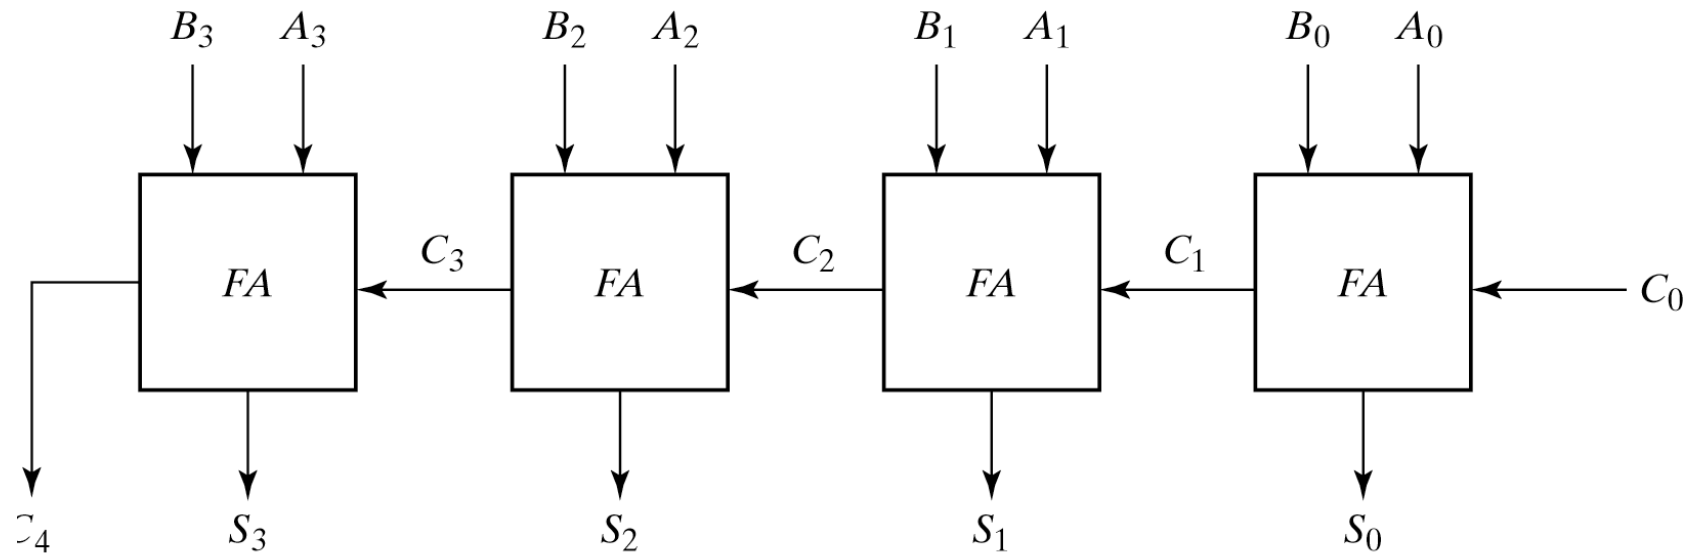 B3 A3 B2 A2 B1 A1 B0 A0
C3 C2 C1
FA FA FA FA C0
C4 S3 S2 S1 S0